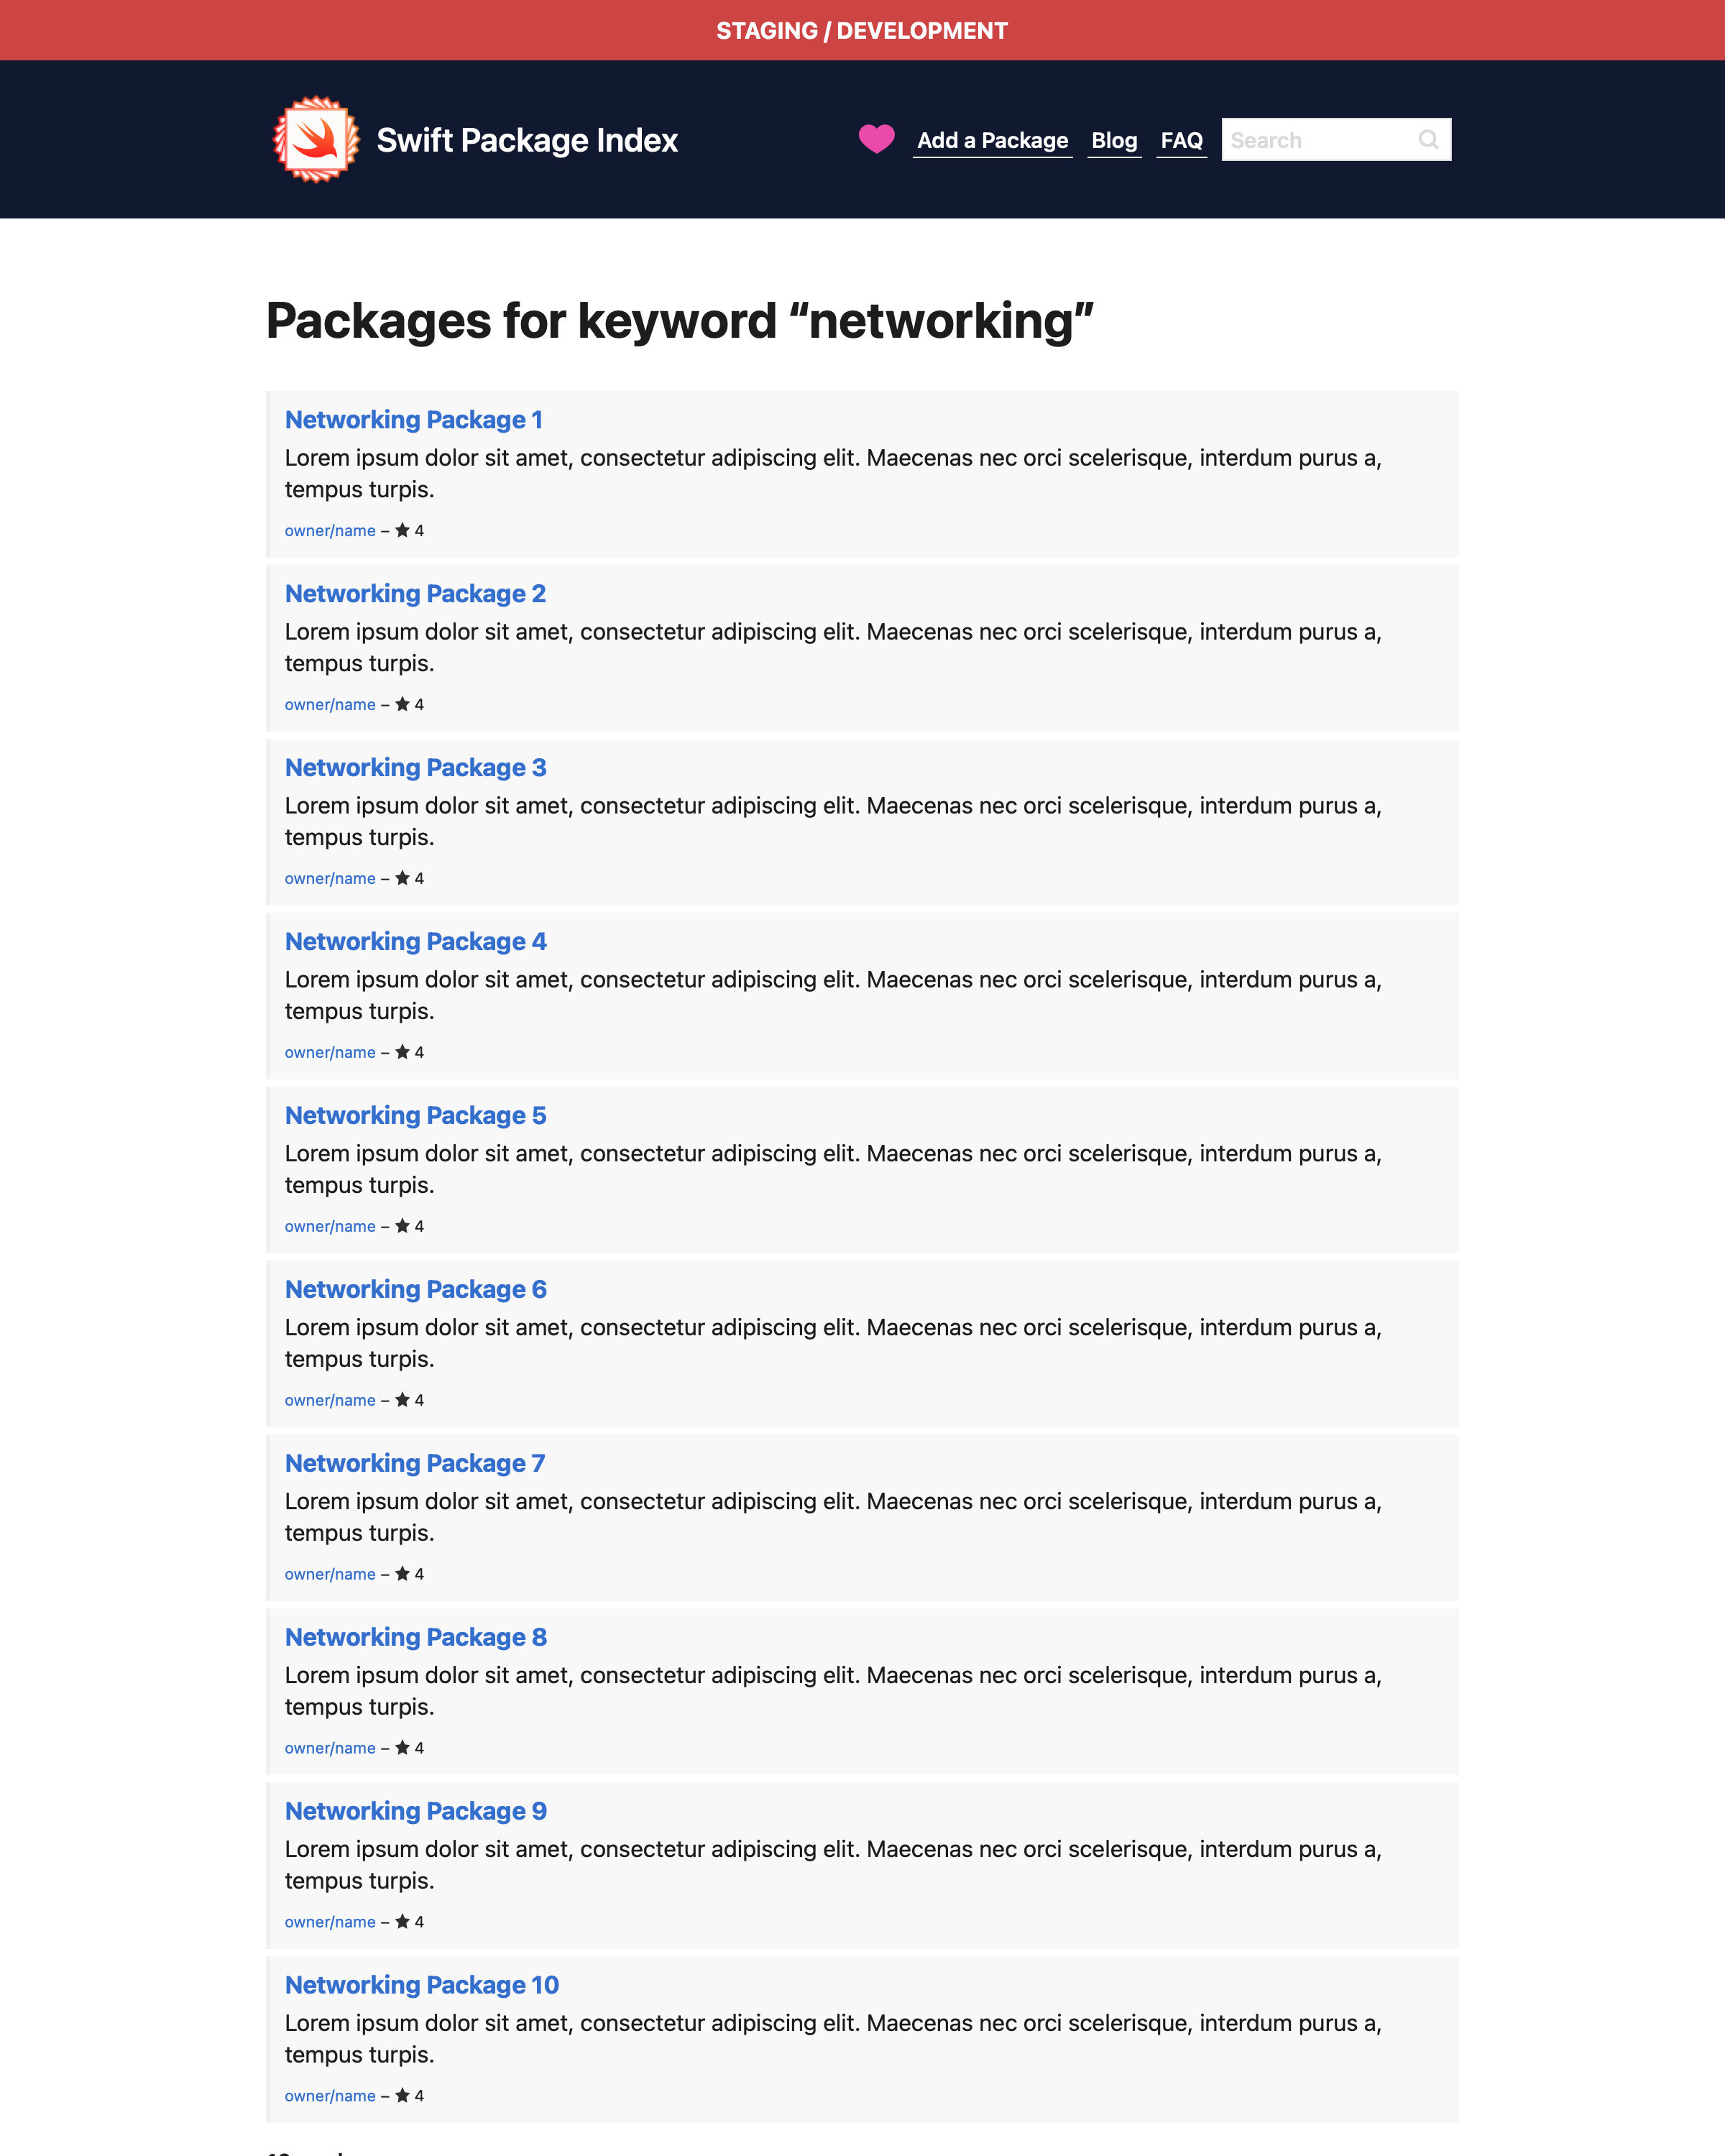 STAGING / DEVELOPMENT
Swift Package Index
Add a Package Blog FAQ Search
Packages for keyword “networking”
Networking Package 1
Lorem ipsum dolor sit amet, consectetur adipiscing elit. Maecenas nec orci scelerisque, interdum purus a,
tempus turpis.
owner/name – ★ 4
Networking Package 2
Lorem ipsum dolor sit amet, consectetur adipiscing elit. Maecenas nec orci scelerisque, interdum purus a,
tempus turpis.
owner/name – ★ 4
Networking Package 3
Lorem ipsum dolor sit amet, consectetur adipiscing elit. Maecenas nec orci scelerisque, interdum purus a,
tempus turpis.
owner/name – ★ 4
Networking Package 4
Lorem ipsum dolor sit amet, consectetur adipiscing elit. Maecenas nec orci scelerisque, interdum purus a,
tempus turpis.
owner/name – ★ 4
Networking Package 5
Lorem ipsum dolor sit amet, consectetur adipiscing elit. Maecenas nec orci scelerisque, interdum purus a,
tempus turpis.
owner/name – ★ 4
Networking Package 6
Lorem ipsum dolor sit amet, consectetur adipiscing elit. Maecenas nec orci scelerisque, interdum purus a,
tempus turpis.
owner/name – ★ 4
Networking Package 7
Lorem ipsum dolor sit amet, consectetur adipiscing elit. Maecenas nec orci scelerisque, interdum purus a,
tempus turpis.
owner/name – ★ 4
Networking Package 8
Lorem ipsum dolor sit amet, consectetur adipiscing elit. Maecenas nec orci scelerisque, interdum purus a,
tempus turpis.
owner/name – ★ 4
Networking Package 9
Lorem ipsum dolor sit amet, consectetur adipiscing elit. Maecenas nec orci scelerisque, interdum purus a,
tempus turpis.
owner/name – ★ 4
Networking Package 10
Lorem ipsum dolor sit amet, consectetur adipiscing elit. Maecenas nec orci scelerisque, interdum purus a,
tempus turpis.
owner/name – ★ 4